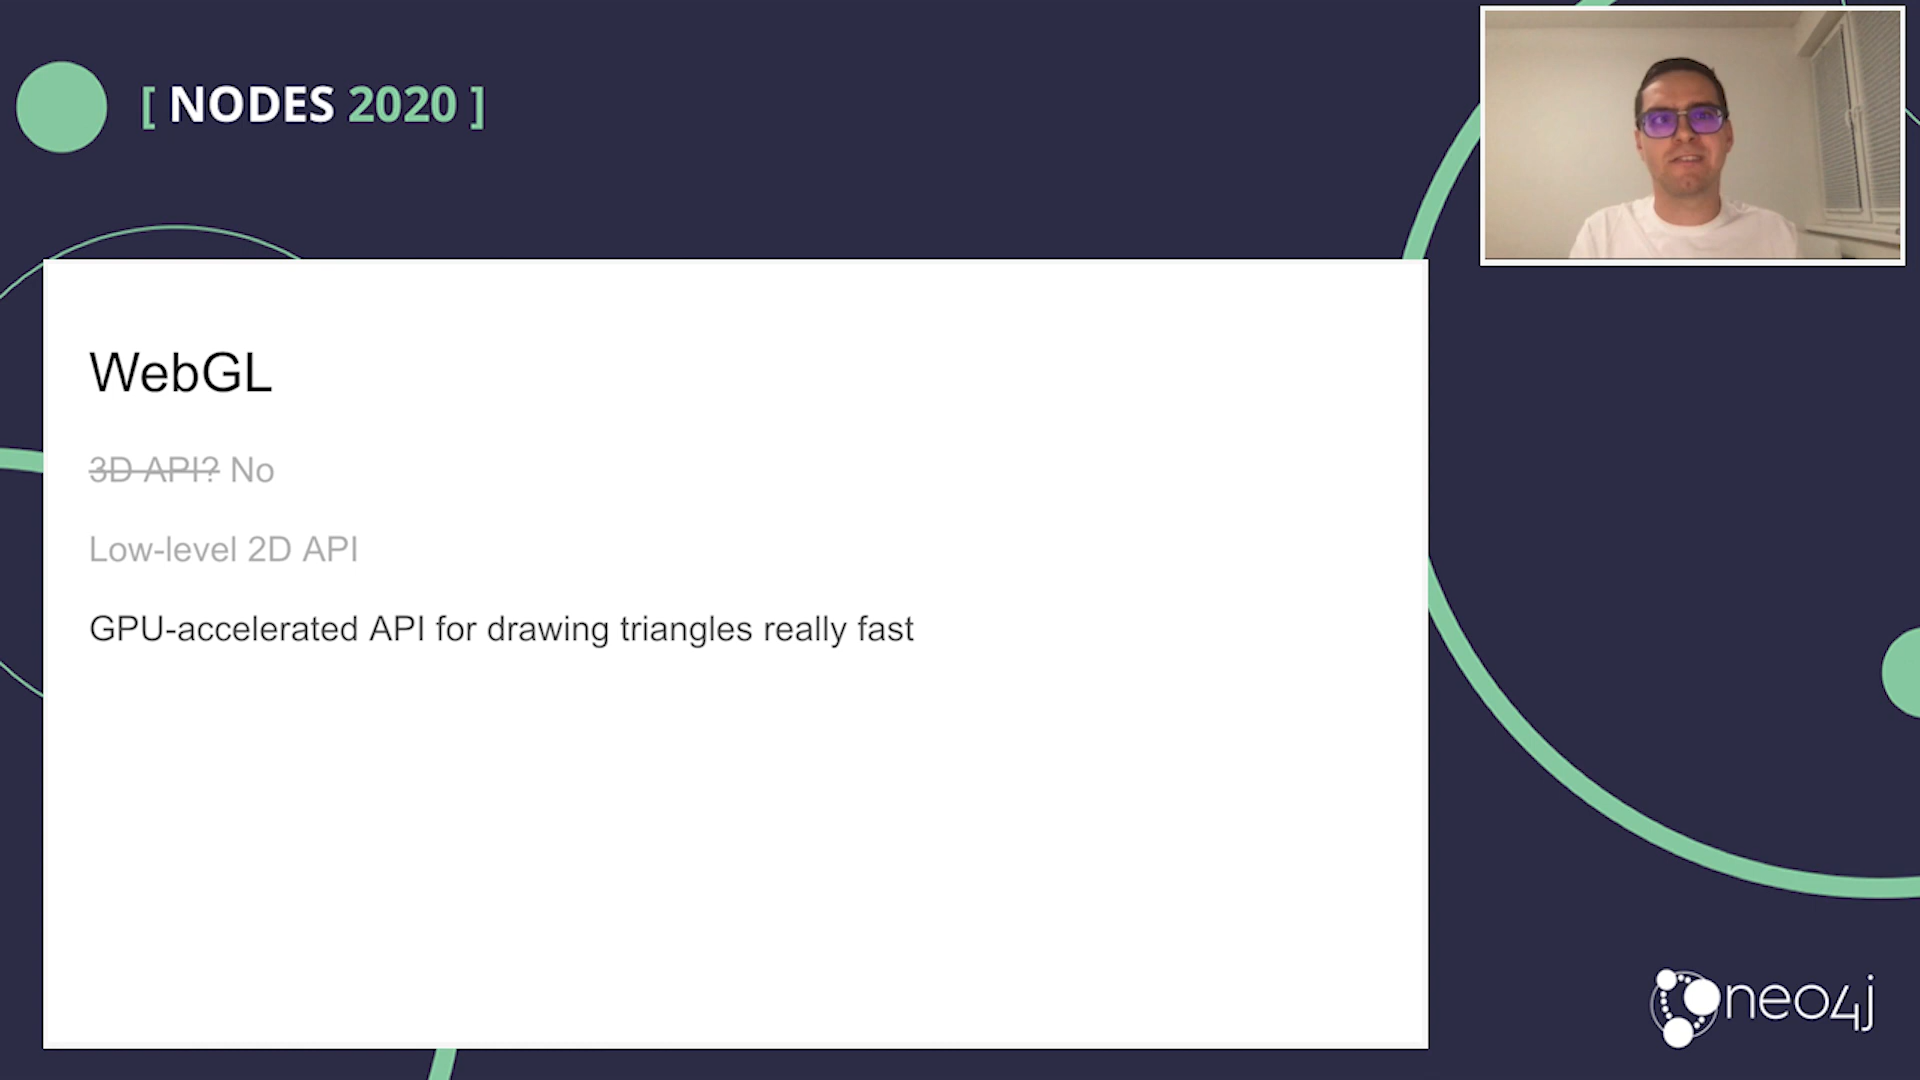 [ NODES 2020 ]
WebGL
3D API? No
Low-level 2D API
GPU-accelerated API for drawing triangles really fast
neo4j